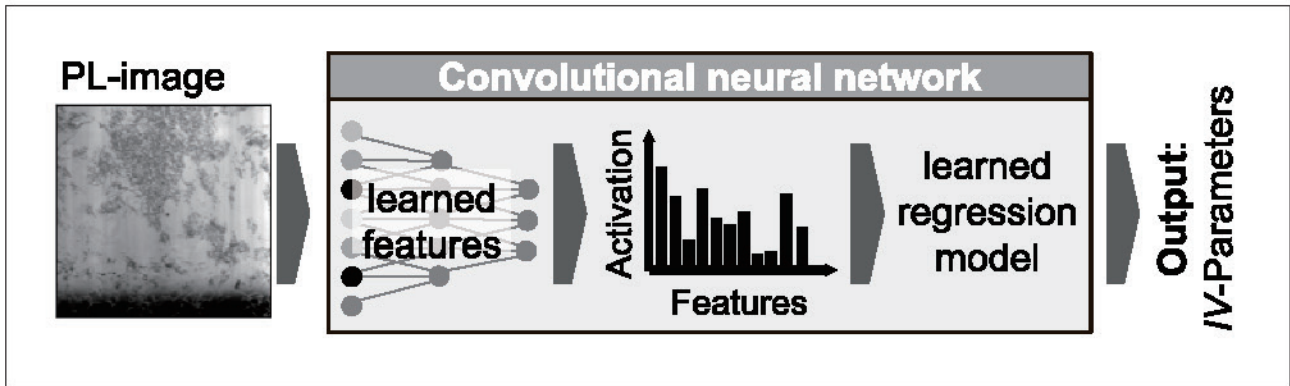 PL-image
Convolutional neural network
learned
features
Activation
Features
learned
regression
model
Output:
IV-Parameters